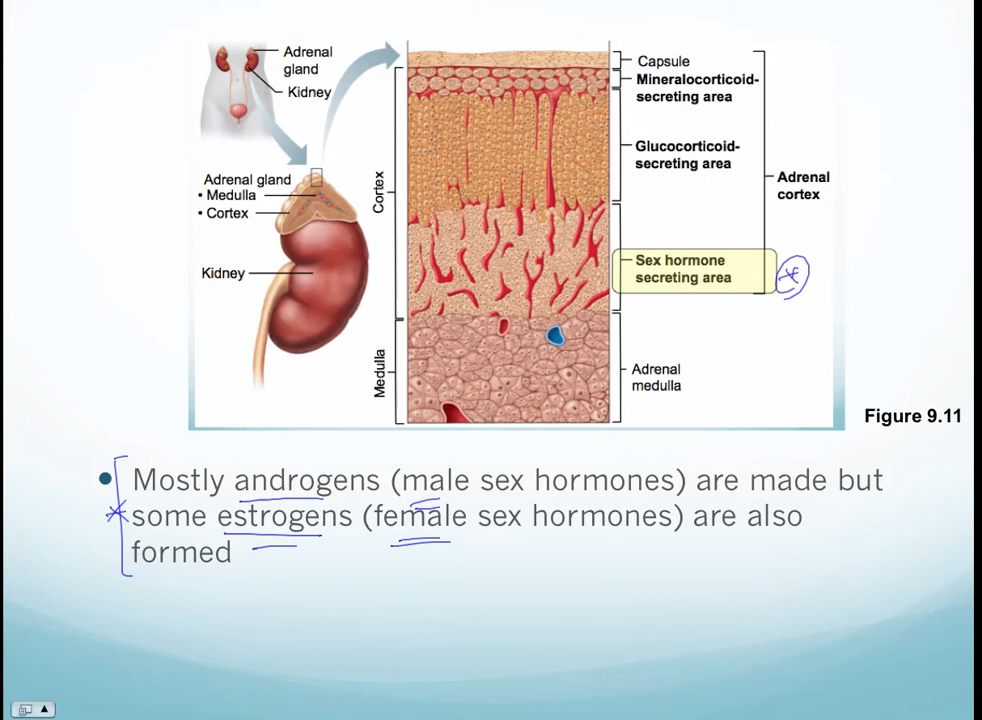 Adrenal
gland
Kidney
Adrenal gland
• Medulla
• Cortex
Kidney
Cortex
Medulla
Capsule
Mineralocorticoid-
secreting area
Glucocorticoid-
secreting area
Sex hormone
secreting area
Adrenal
cortex
Adrenal
medulla
Figure 9.11
• Mostly androgens (male sex hormones) are made but
some estrogens (female sex hormones) are also
formed